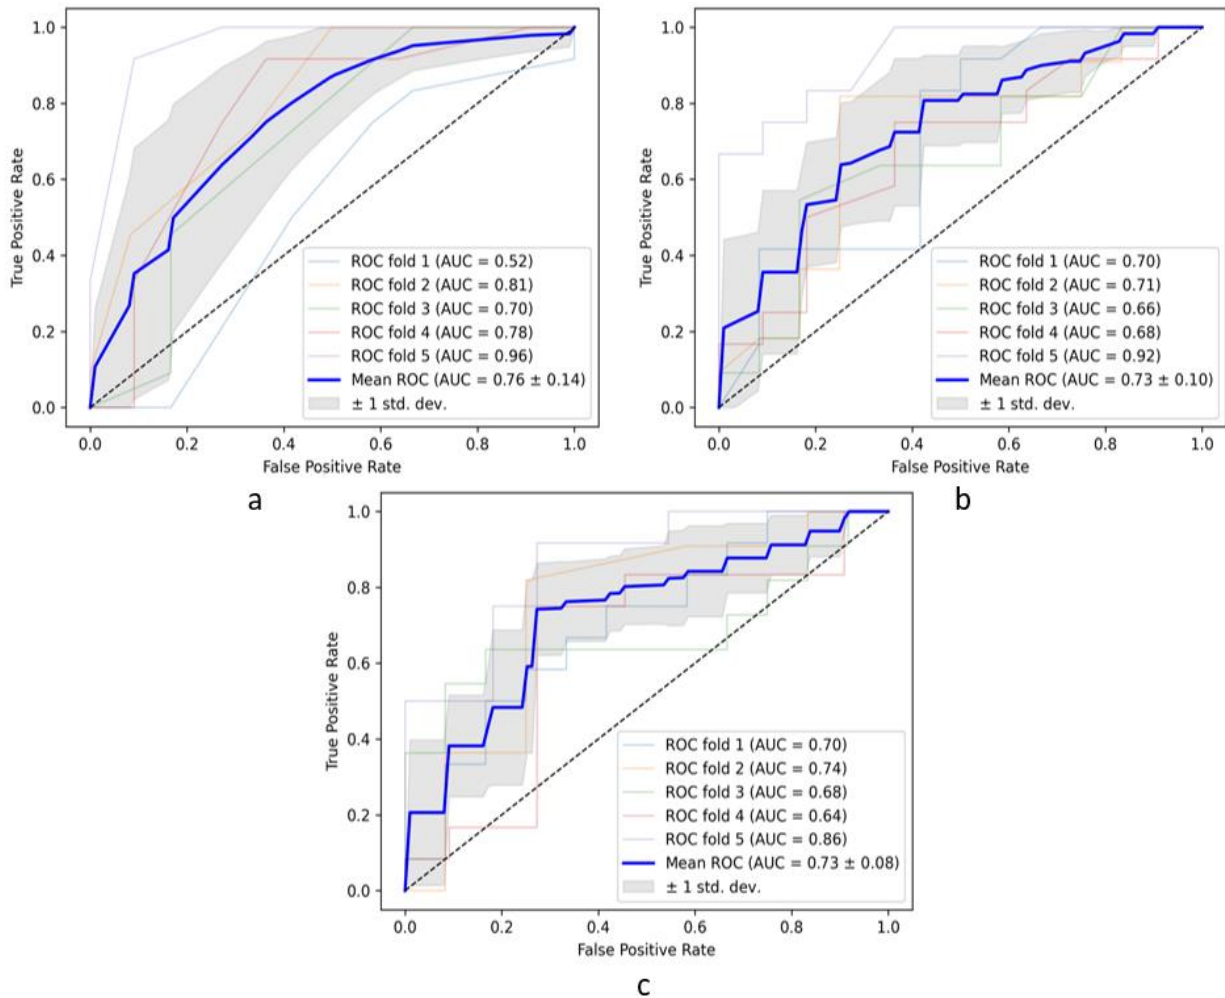 1.0
0.8
0.6
0.4
0.2
0.0
True Positive Rate
ROC fold 1 (AUC = 0.52)
ROC fold 2 (AUC = 0.81)
ROC fold 3 (AUC = 0.70)
ROC fold 4 (AUC = 0.78)
ROC fold 5 (AUC = 0.96)
Mean ROC (AUC = 0.76 ± 0.14)
± 1 std. dev.
0.0 0.2 0.4 0.6 0.8 1.0
False Positive Rate
a
1.0
0.8
0.6
0.4
0.2
0.0
True Positive Rate
ROC fold 1 (AUC = 0.70)
ROC fold 2 (AUC = 0.71)
ROC fold 3 (AUC = 0.66)
ROC fold 4 (AUC = 0.68)
ROC fold 5 (AUC = 0.92)
Mean ROC (AUC = 0.73 ± 0.10)
± 1 std. dev.
0.0 0.2 0.4 0.6 0.8 1.0
False Positive Rate
b
1.0
0.8
0.6
0.4
0.2
0.0
True Positive Rate
ROC fold 1 (AUC = 0.70)
ROC fold 2 (AUC = 0.74)
ROC fold 3 (AUC = 0.68)
ROC fold 4 (AUC = 0.64)
ROC fold 5 (AUC = 0.86)
Mean ROC (AUC = 0.73 ± 0.08)
± 1 std. dev.
0.0 0.2 0.4 0.6 0.8 1.0
False Positive Rate
c